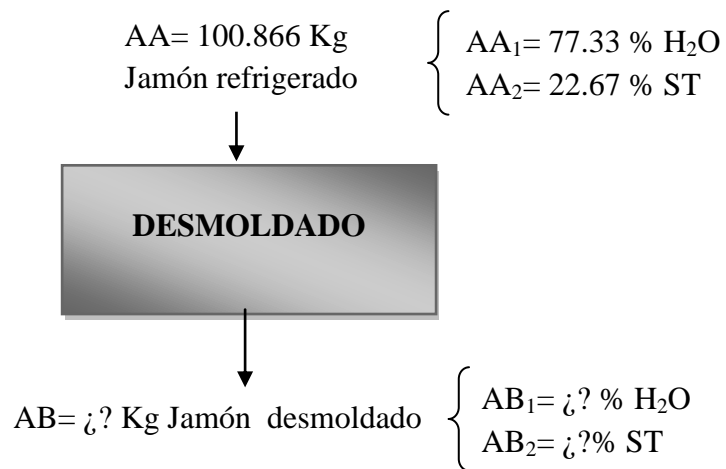 AA= 100.866 Kg
Jamón refrigerado
AA₁= 77.33 % H₂O
AA₂= 22.67 % ST
DESMOLDADO
AB= ¿? Kg Jamón desmoldado
AB₁= ¿? % H₂O
AB₂= ¿?% ST